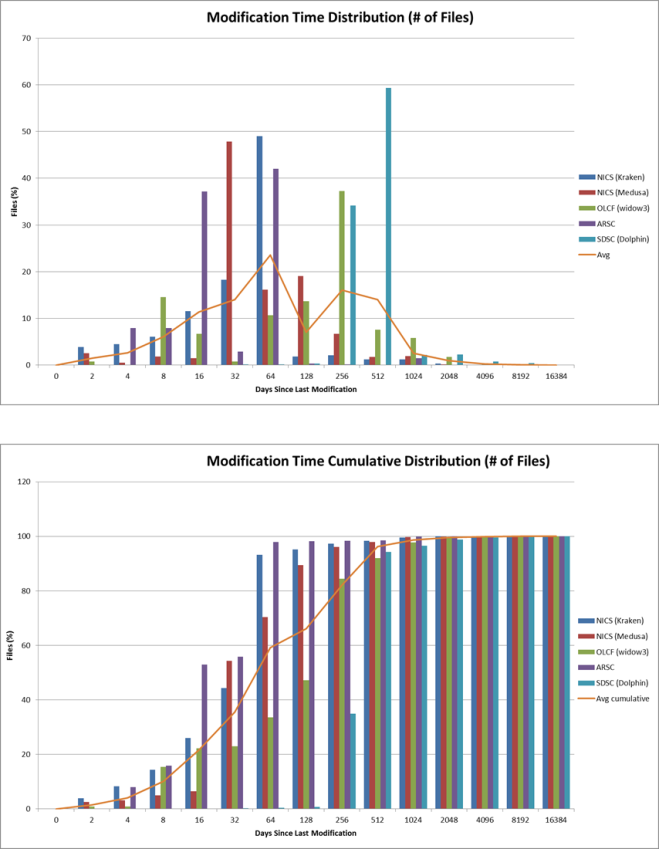 Modification Time Distribution (# of Files)
70
60
50
40
30
20
10
0
Files (%)
0 2 4 8 16 32 64 128 256 512 1024 2048 4096 8192 16384
Days Since Last Modification
NICS (Kraken)
NICS (Medusa)
OLCF (widow3)
ARSC
SDSC (Dolphin)
Avg
Modification Time Cumulative Distribution (# of Files)
120
100
80
60
40
20
0
Files (%)
0 2 4 8 16 32 64 128 256 512 1024 2048 4096 8192 16384
Days Since Last Modification
NICS (Kraken)
NICS (Medusa)
OLCF (widow3)
ARSC
SDSC (Dolphin)
Avg cumulative